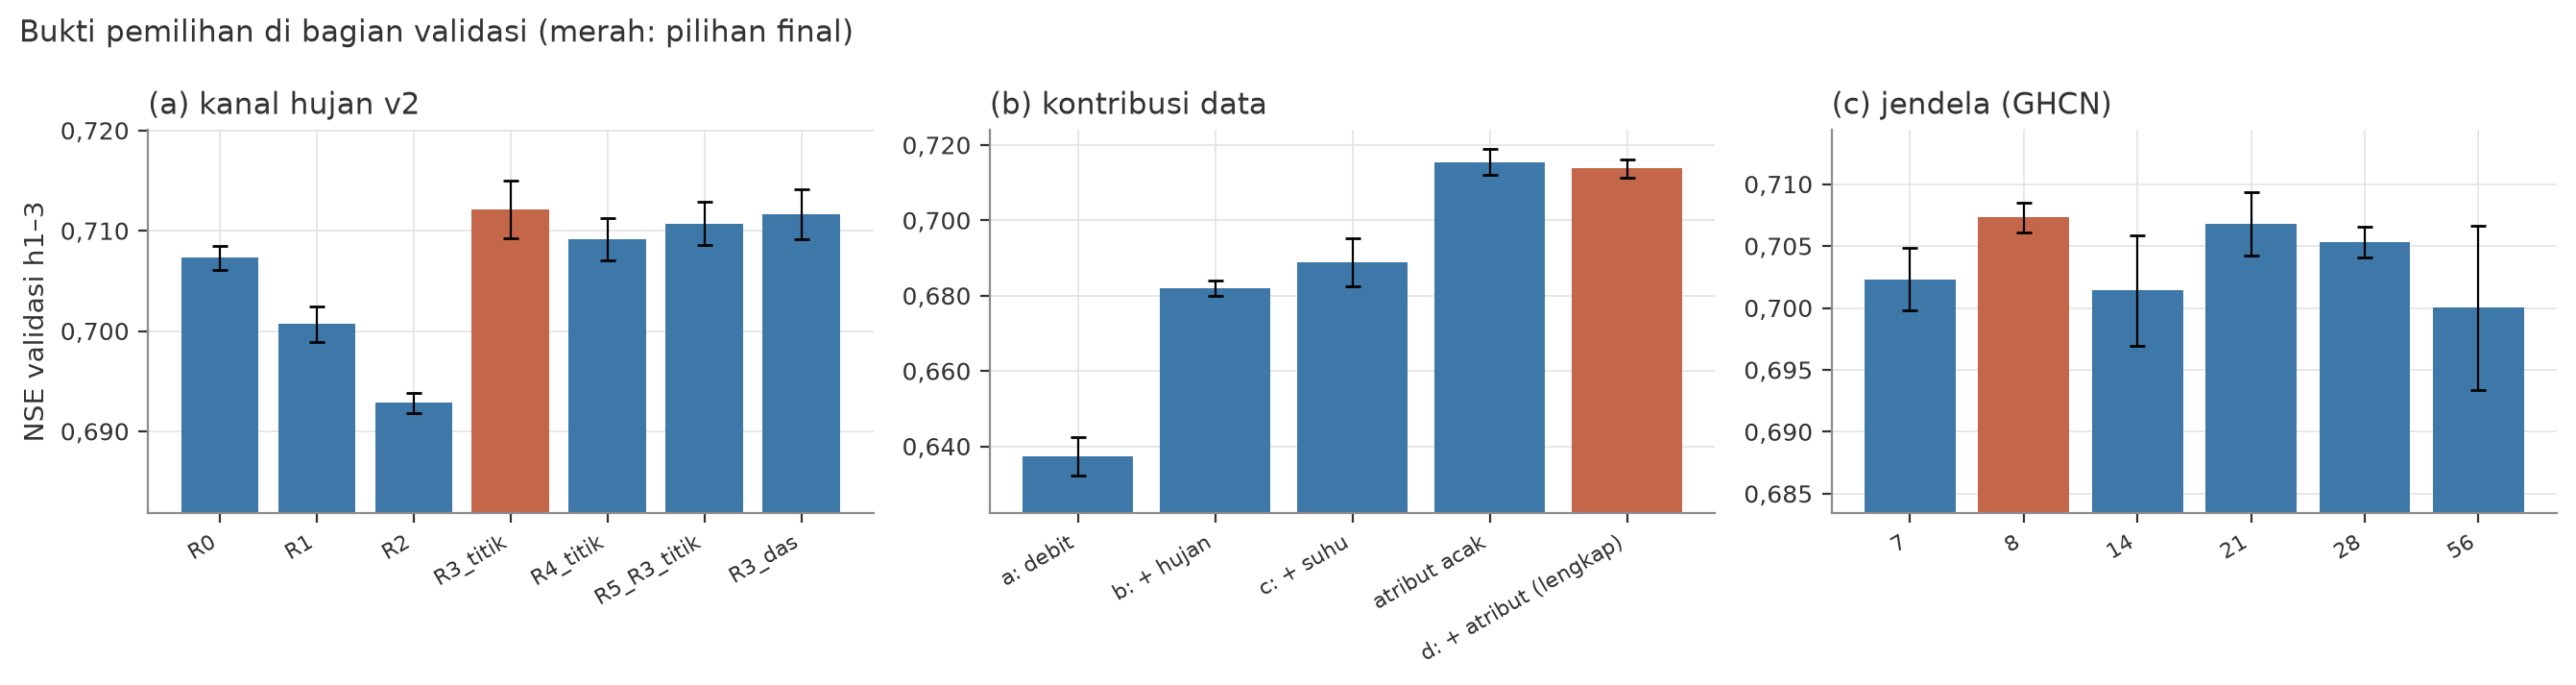 Bukti pemilihan di bagian validasi (merah: pilihan final)
(a) kanal hujan v2
NSE validasi h1–3
0,720
0,710
0,700
0,690
R0
R1
R2
R3_titik
R4_titik
R5_R3_titik
R3_das
(b) kontribusi data
0,720
0,700
0,680
0,660
0,640
a: debit
b: + hujan
c: + suhu
atribut acak
d: + atribut (lengkap)
(c) jendela (GHCN)
0,710
0,705
0,700
0,695
0,690
0,685
7
8
14
21
28
56